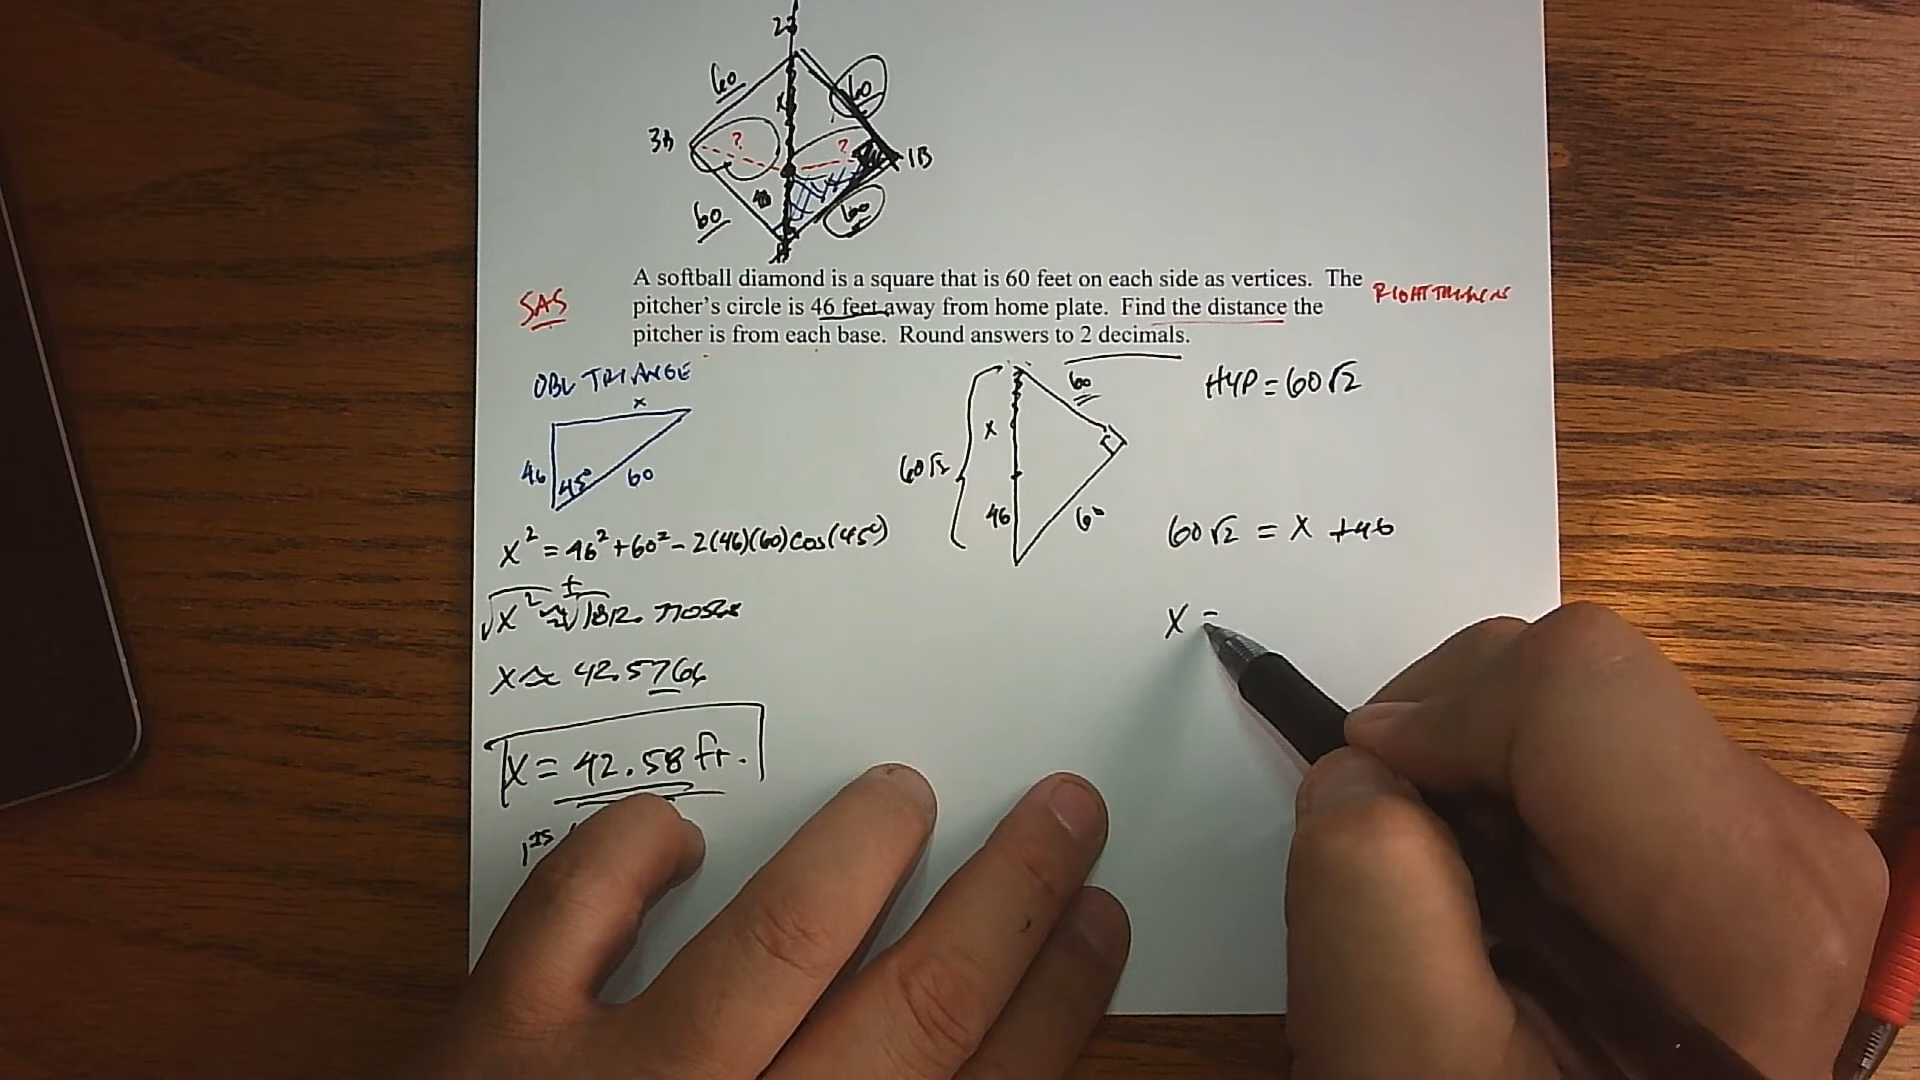 2B
60
60
x
3B
?
?
1B
60
60
A softball diamond is a square that is 60 feet on each side as vertices. The
pitcher's circle is 46 feet away from home plate. Find the distance the
pitcher is from each base. Round answers to 2 decimals.
SAS
RIGHT
OBL TRIANGE
x
46
45°
60
x² = 46² + 60² - 2(46)(60)cos(45°)
x ≈ 42.5764
x = 42.58 ft.
60
x
60√2
46
60
HYP = 60√2
60√2 = x + 46
x =